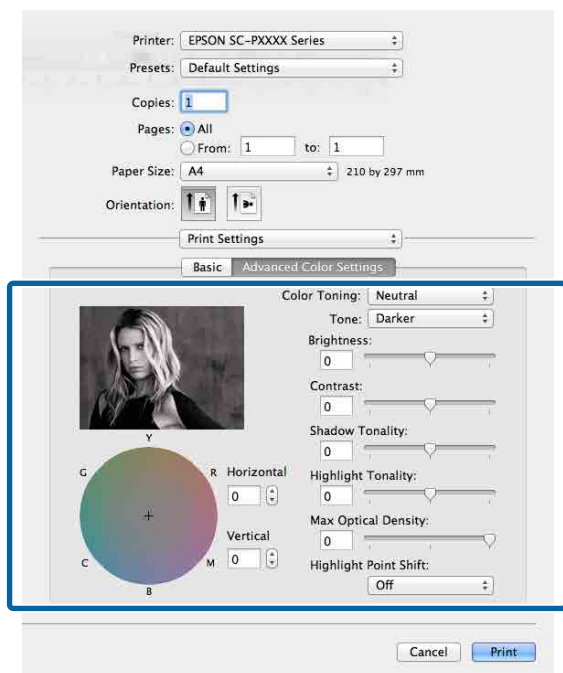 Printer: EPSON SC-PXXXX Series
Presets: Default Settings
Copies: 1
Pages: All
From: 1 to: 1
Paper Size: A4 210 by 297 mm
Orientation:
Print Settings
Basic Advanced Color Settings
Color Toning: Neutral
Tone: Darker
Brightness:
0
Contrast:
0
Shadow Tonality:
0
Highlight Tonality:
0
Max Optical Density:
0
Highlight Point Shift:
Off
Y
G R
C M
B
Horizontal
0
Vertical
0
Cancel Print